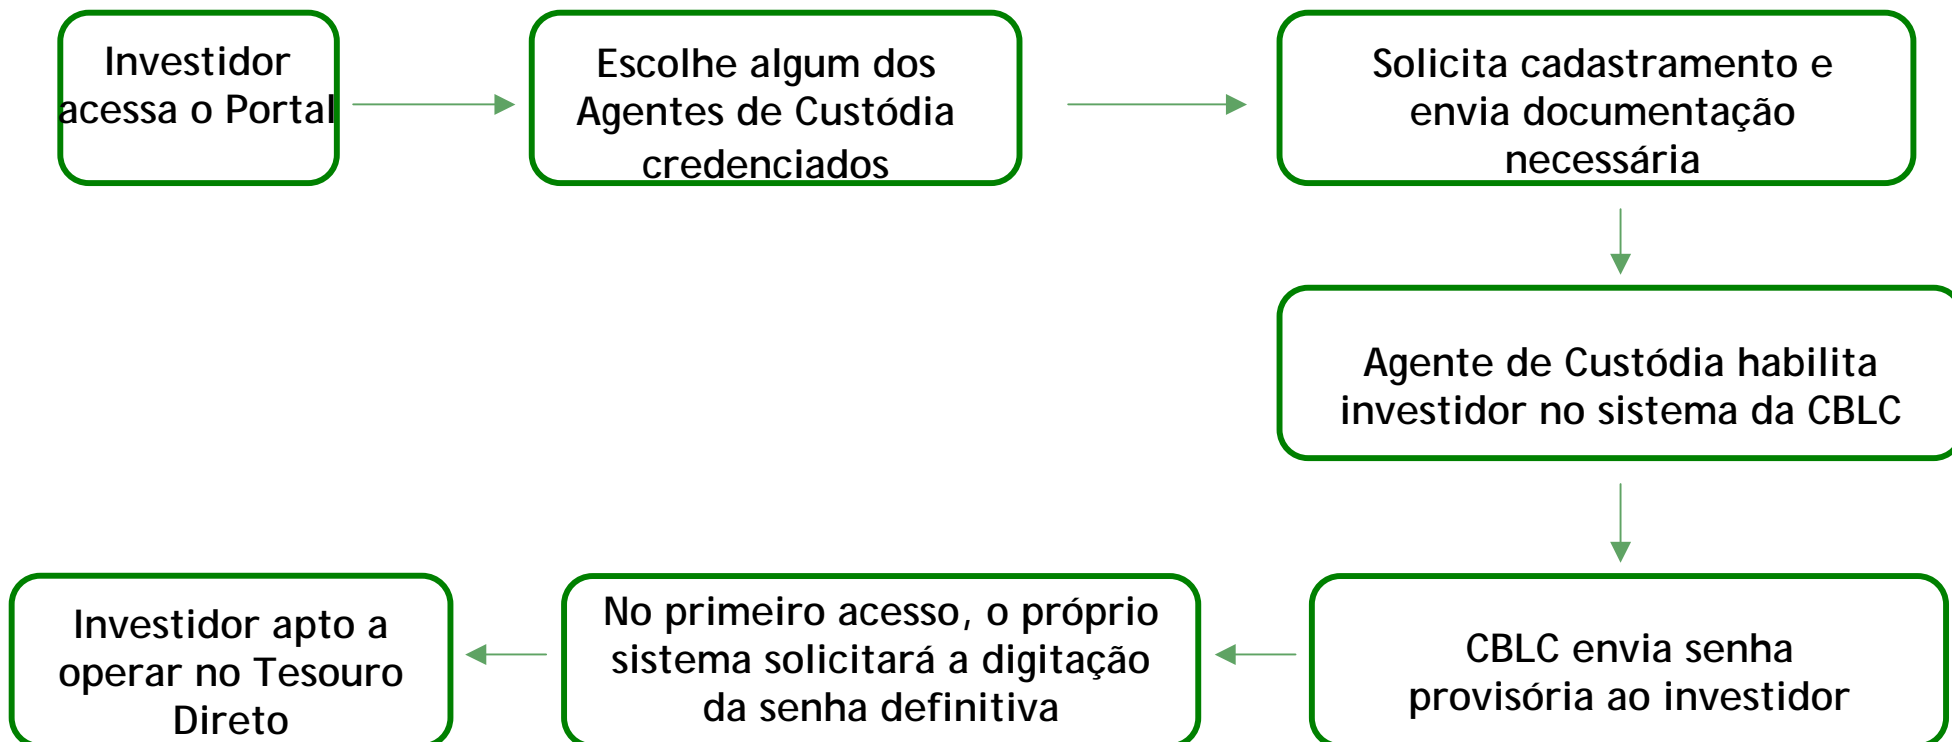 Investidor
acessa o Portal
Escolhe algum dos
Agentes de Custódia
credenciados
Solicita cadastramento e
envia documentação
necessária
Agente de Custódia habilita
investidor no sistema da CBLC
CBLC envia senha
provisória ao investidor
No primeiro acesso, o próprio
sistema solicitará a digitação
da senha definitiva
Investidor apto a
operar no Tesouro
Direto